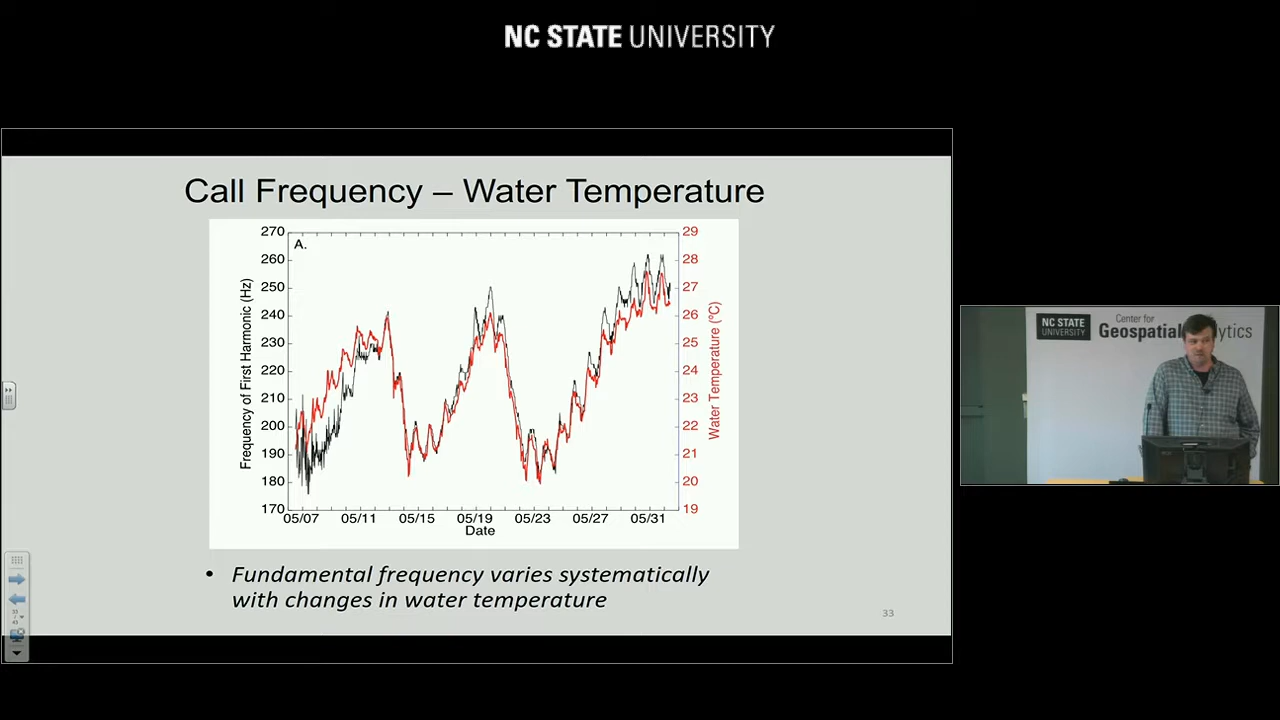 NC STATE UNIVERSITY
Call Frequency – Water Temperature
A.
270
260
250
240
230
220
210
200
190
180
170
Frequency of First Harmonic (Hz)
29
28
27
26
25
24
23
22
21
20
19
Water Temperature (°C)
05/07 05/11 05/15 05/19 05/23 05/27 05/31
Date
• Fundamental frequency varies systematically
with changes in water temperature
33
NC STATE
UNIVERSITY
Center for
Geospatial
ytics